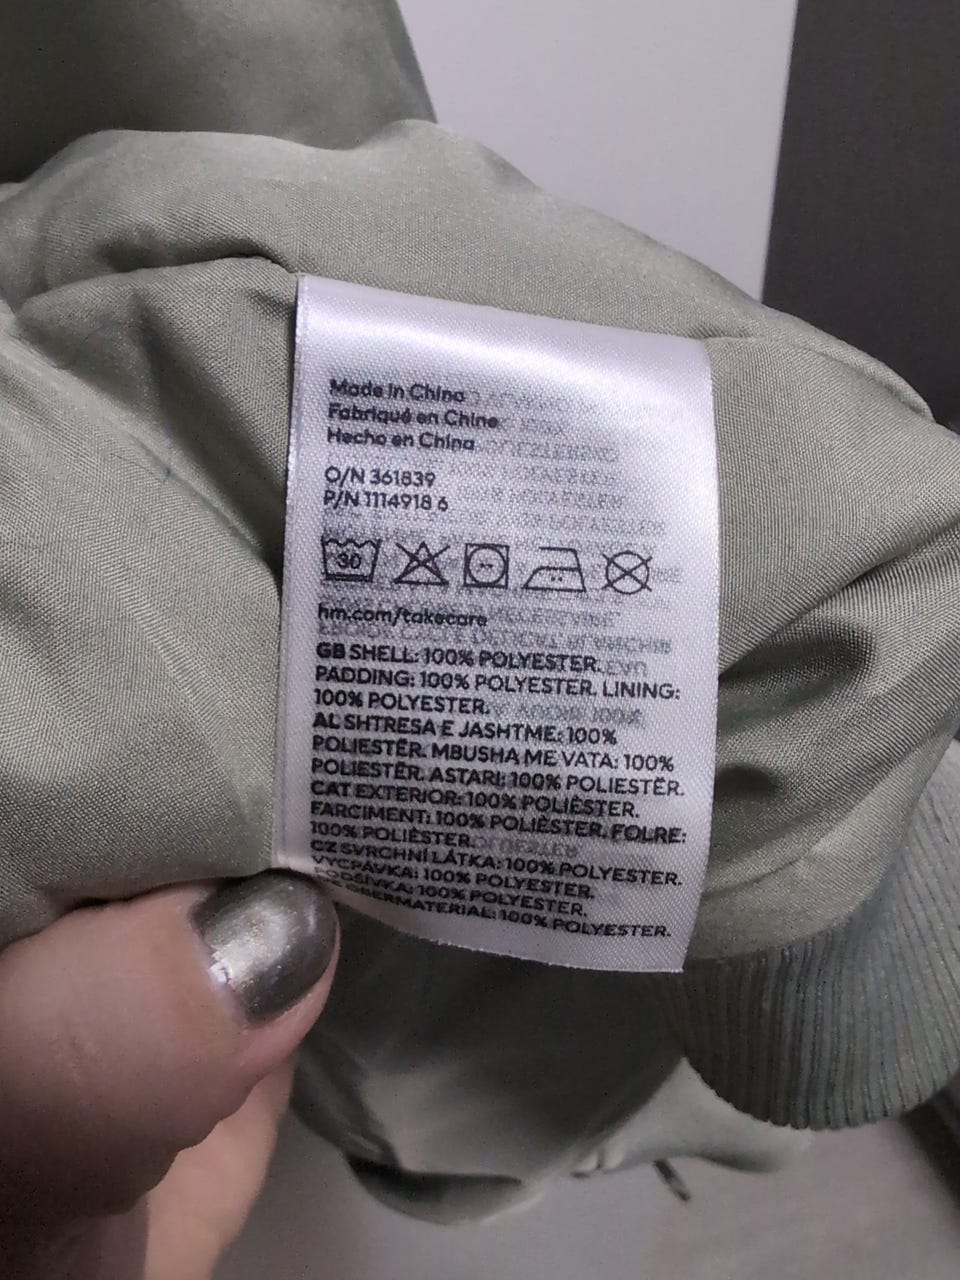 Made in China
Fabriqué en Chine
Hecho en China
O/N 361839
P/N 1114918 6
30
hm.com/takecare
GB SHELL: 100% POLYESTER.
PADDING: 100% POLYESTER. LINING:
100% POLYESTER.
AL SHTRESA E JASHTME: 100%
POLIESTËR. MBUSHA ME VATA: 100%
POLIESTËR. ASTARI: 100% POLIESTËR.
CAT EXTERIOR: 100% POLIÈSTER.
FARCIMENT: 100% POLIÈSTER. FOLRE:
100% POLIÈSTER.
CZ SVRCHNÍ LÁTKA: 100% POLYESTER.
VYCPÁVKA: 100% POLYESTER.
PODŠÍVKA: 100% POLYESTER.
OBERMATERIAL: 100% POLYESTER.